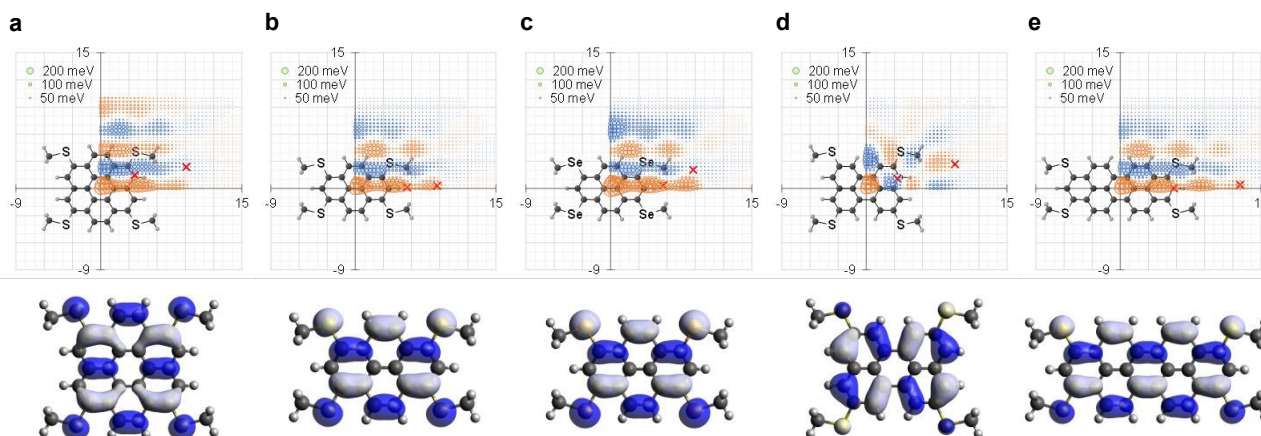 a b c d e
15 15 15 15 15
200 meV 200 meV 200 meV 200 meV 200 meV
100 meV 100 meV 100 meV 100 meV 100 meV
50 meV 50 meV 50 meV 50 meV 50 meV
S S S S Se Se S S S S
-9 15 -9 15 -9 15 -9 15 -9 1
S S S S Se Se S S S S
-9 -9 -9 -9 -9